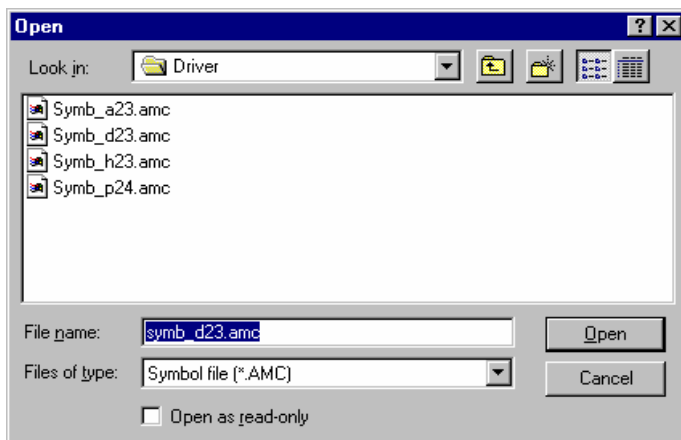 Open
Look in: Driver
Symb_a23.amc
Symb_d23.amc
Symb_h23.amc
Symb_p24.amc
File name: symb_d23.amc Open
Files of type: Symbol file (*.AMC) Cancel
Open as read-only